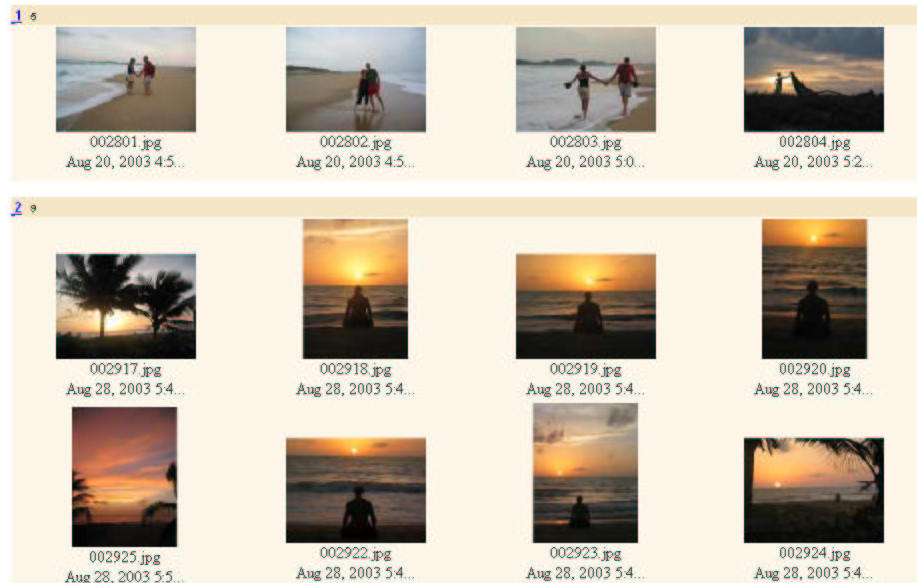 1 5
002801.jpg 002802.jpg 002803.jpg 002804.jpg
Aug 20, 2003 4:5... Aug 20, 2003 4:5... Aug 20, 2003 5:0... Aug 20, 2003 5:2...
2 9
002917.jpg 002918.jpg 002919.jpg 002920.jpg
Aug 28, 2003 5:4... Aug 28, 2003 5:4... Aug 28, 2003 5:4... Aug 28, 2003 5:4...
002925.jpg 002922.jpg 002923.jpg 002924.jpg
Aug 28, 2003 5:5... Aug 28, 2003 5:4... Aug 28, 2003 5:4... Aug 28, 2003 5:4...